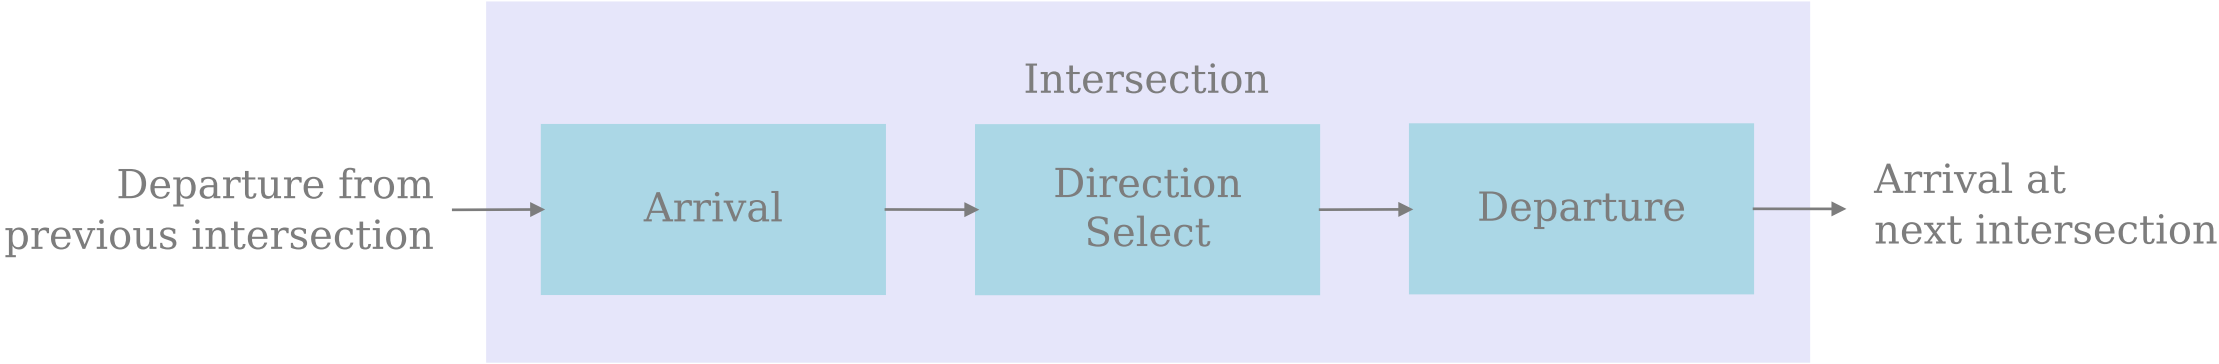 Intersection
Departure from
previous intersection
Arrival
Direction
Select
Departure
Arrival at
next intersection